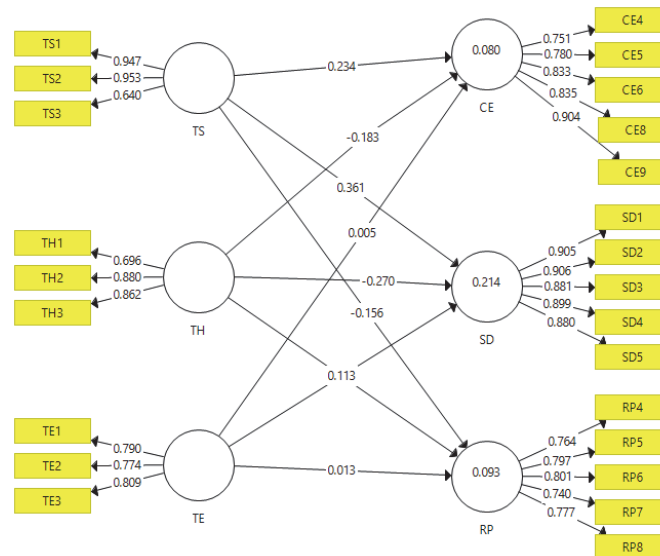 TS1
TS2
TS3
0.947
0.953
0.640
TS
TH1
TH2
TH3
0.696
0.880
0.862
TH
TE1
TE2
TE3
0.790
0.774
0.809
TE
0.234
-0.183
0.361
0.005
-0.270
-0.156
0.113
0.013
0.080
CE
0.751
0.780
0.833
0.835
0.904
CE4
CE5
CE6
CE8
CE9
0.214
SD
0.905
0.906
0.881
0.899
0.880
SD1
SD2
SD3
SD4
SD5
0.093
RP
0.764
0.797
0.801
0.740
0.777
RP4
RP5
RP6
RP7
RP8